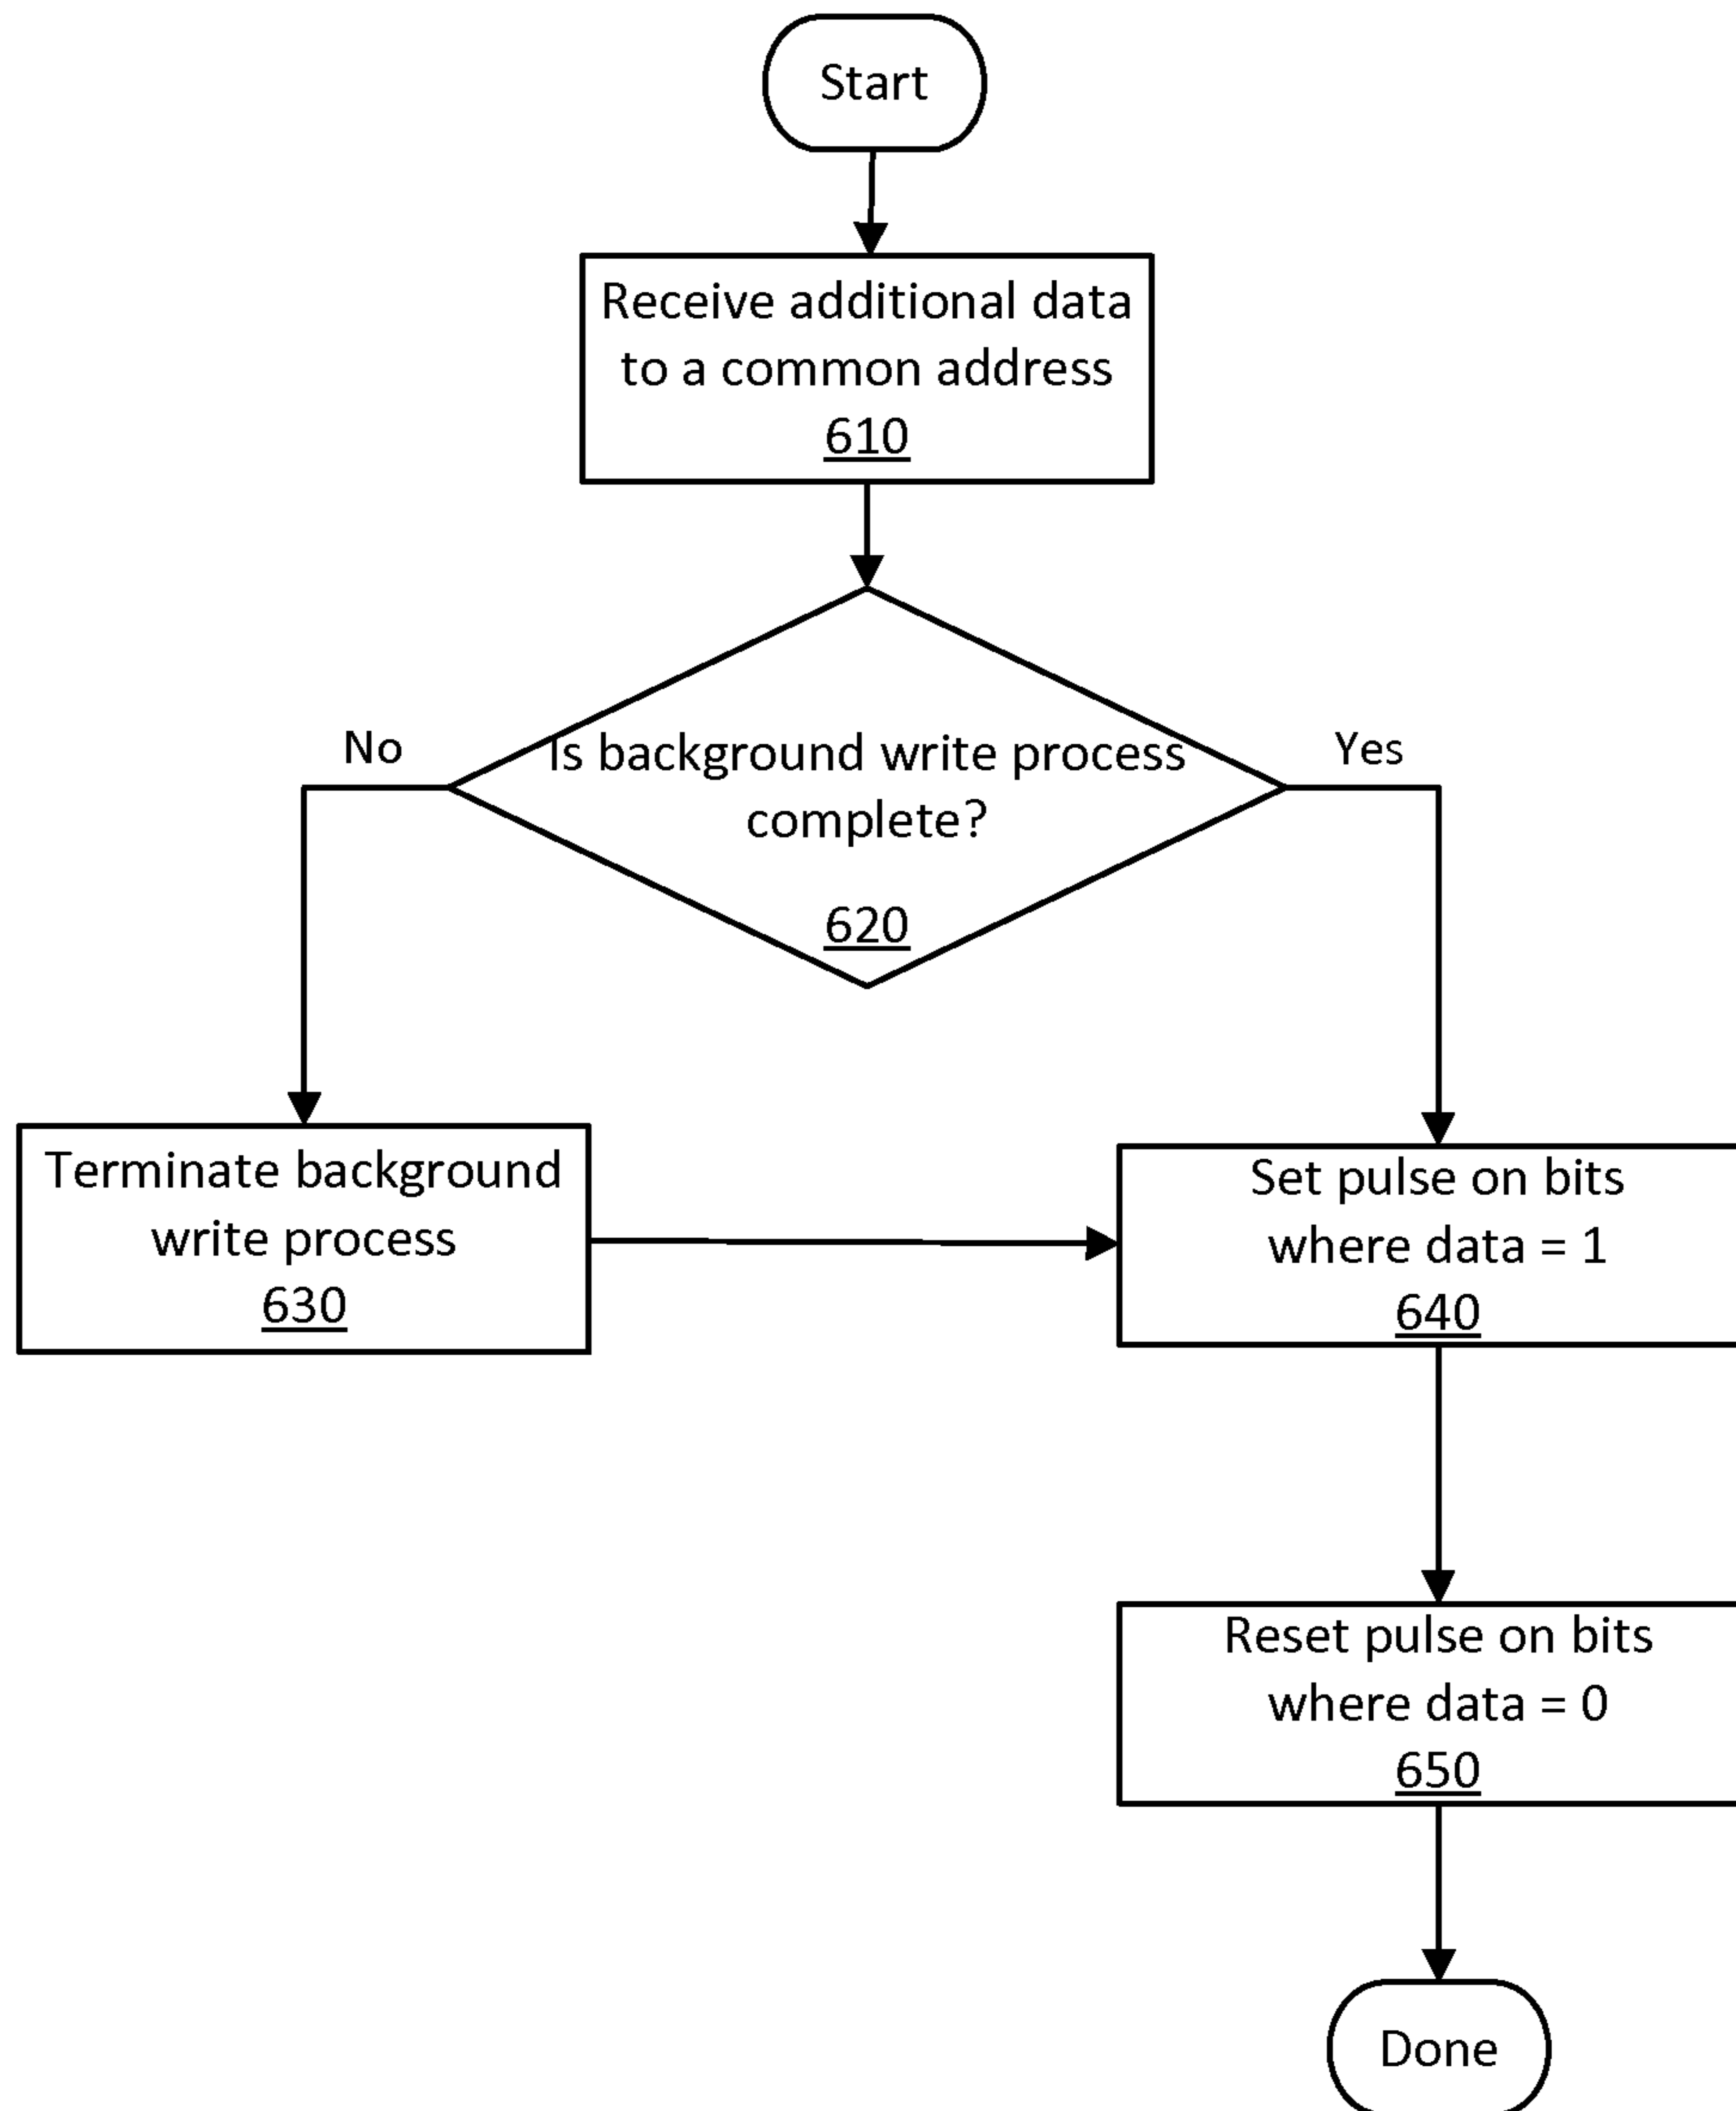 Start
Receive additional data
to a common address
610
Is background write process
complete?
620
No
Yes
Terminate background
write process
630
Set pulse on bits
where data = 1
640
Reset pulse on bits
where data = 0
650
Done